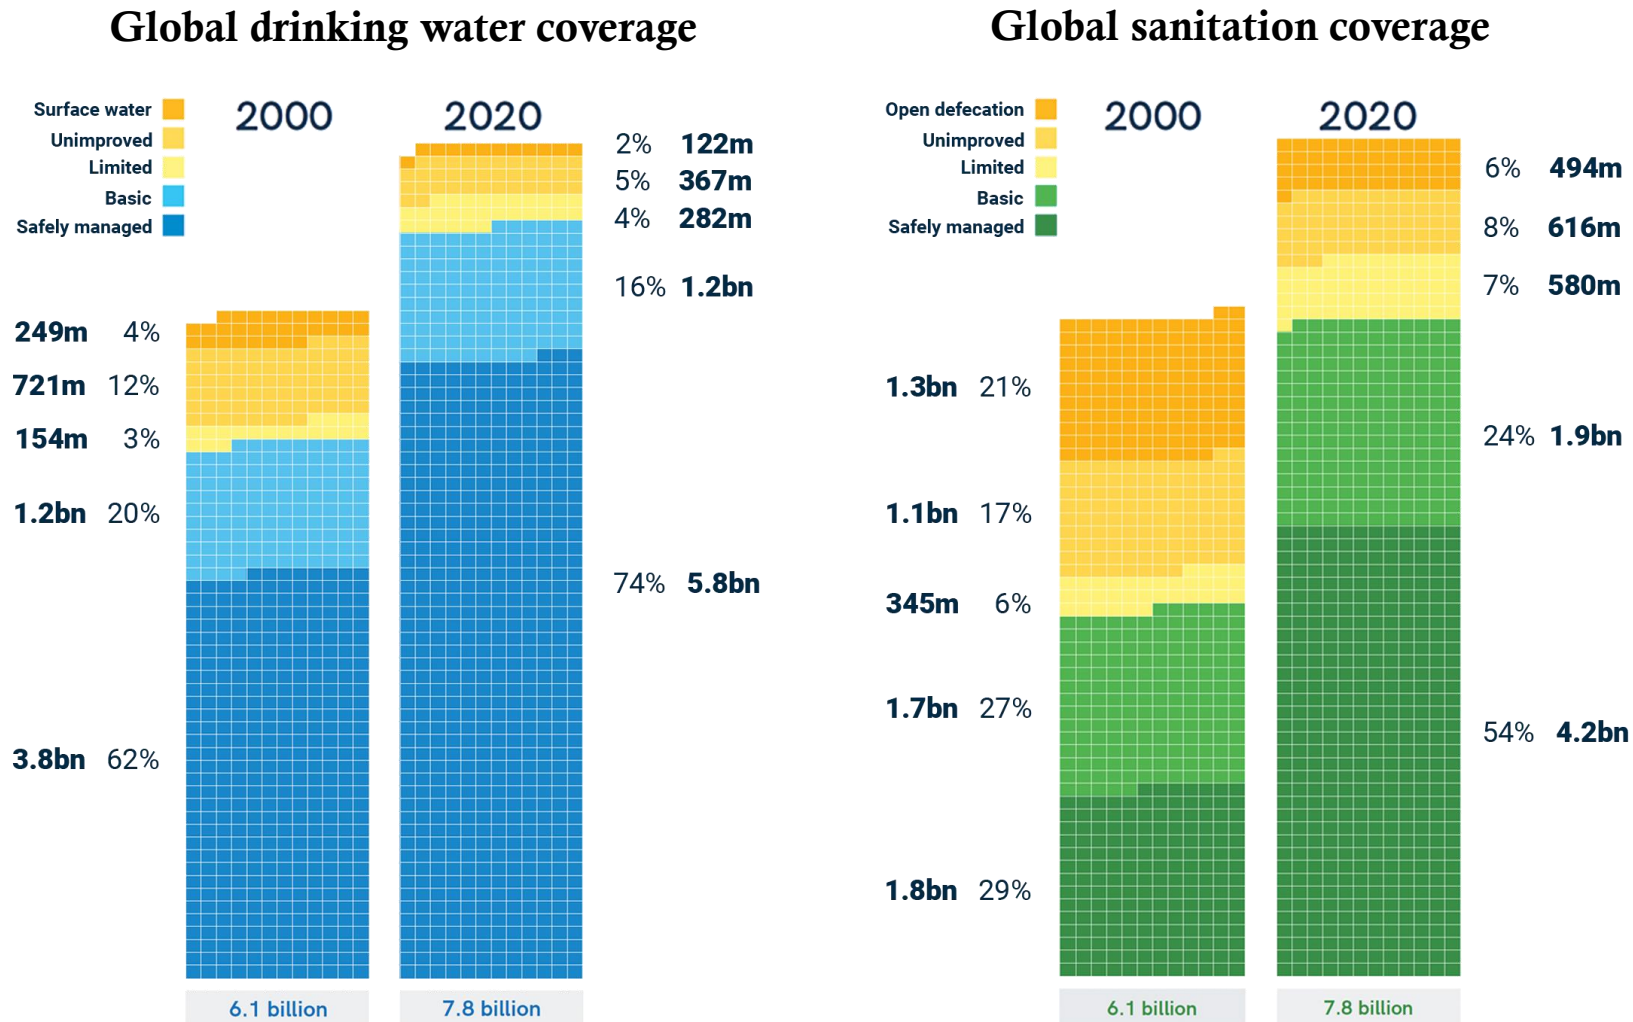 Global drinking water coverage
Surface water
Unimproved
Limited
Basic
Safely managed
2000
2020
249m 4%
721m 12%
154m 3%
1.2bn 20%
3.8bn 62%
2% 122m
5% 367m
4% 282m
16% 1.2bn
74% 5.8bn
6.1 billion
7.8 billion
Global sanitation coverage
Open defecation
Unimproved
Limited
Basic
Safely managed
2000
2020
1.3bn 21%
1.1bn 17%
345m 6%
1.7bn 27%
1.8bn 29%
6% 494m
8% 616m
7% 580m
24% 1.9bn
54% 4.2bn
6.1 billion
7.8 billion